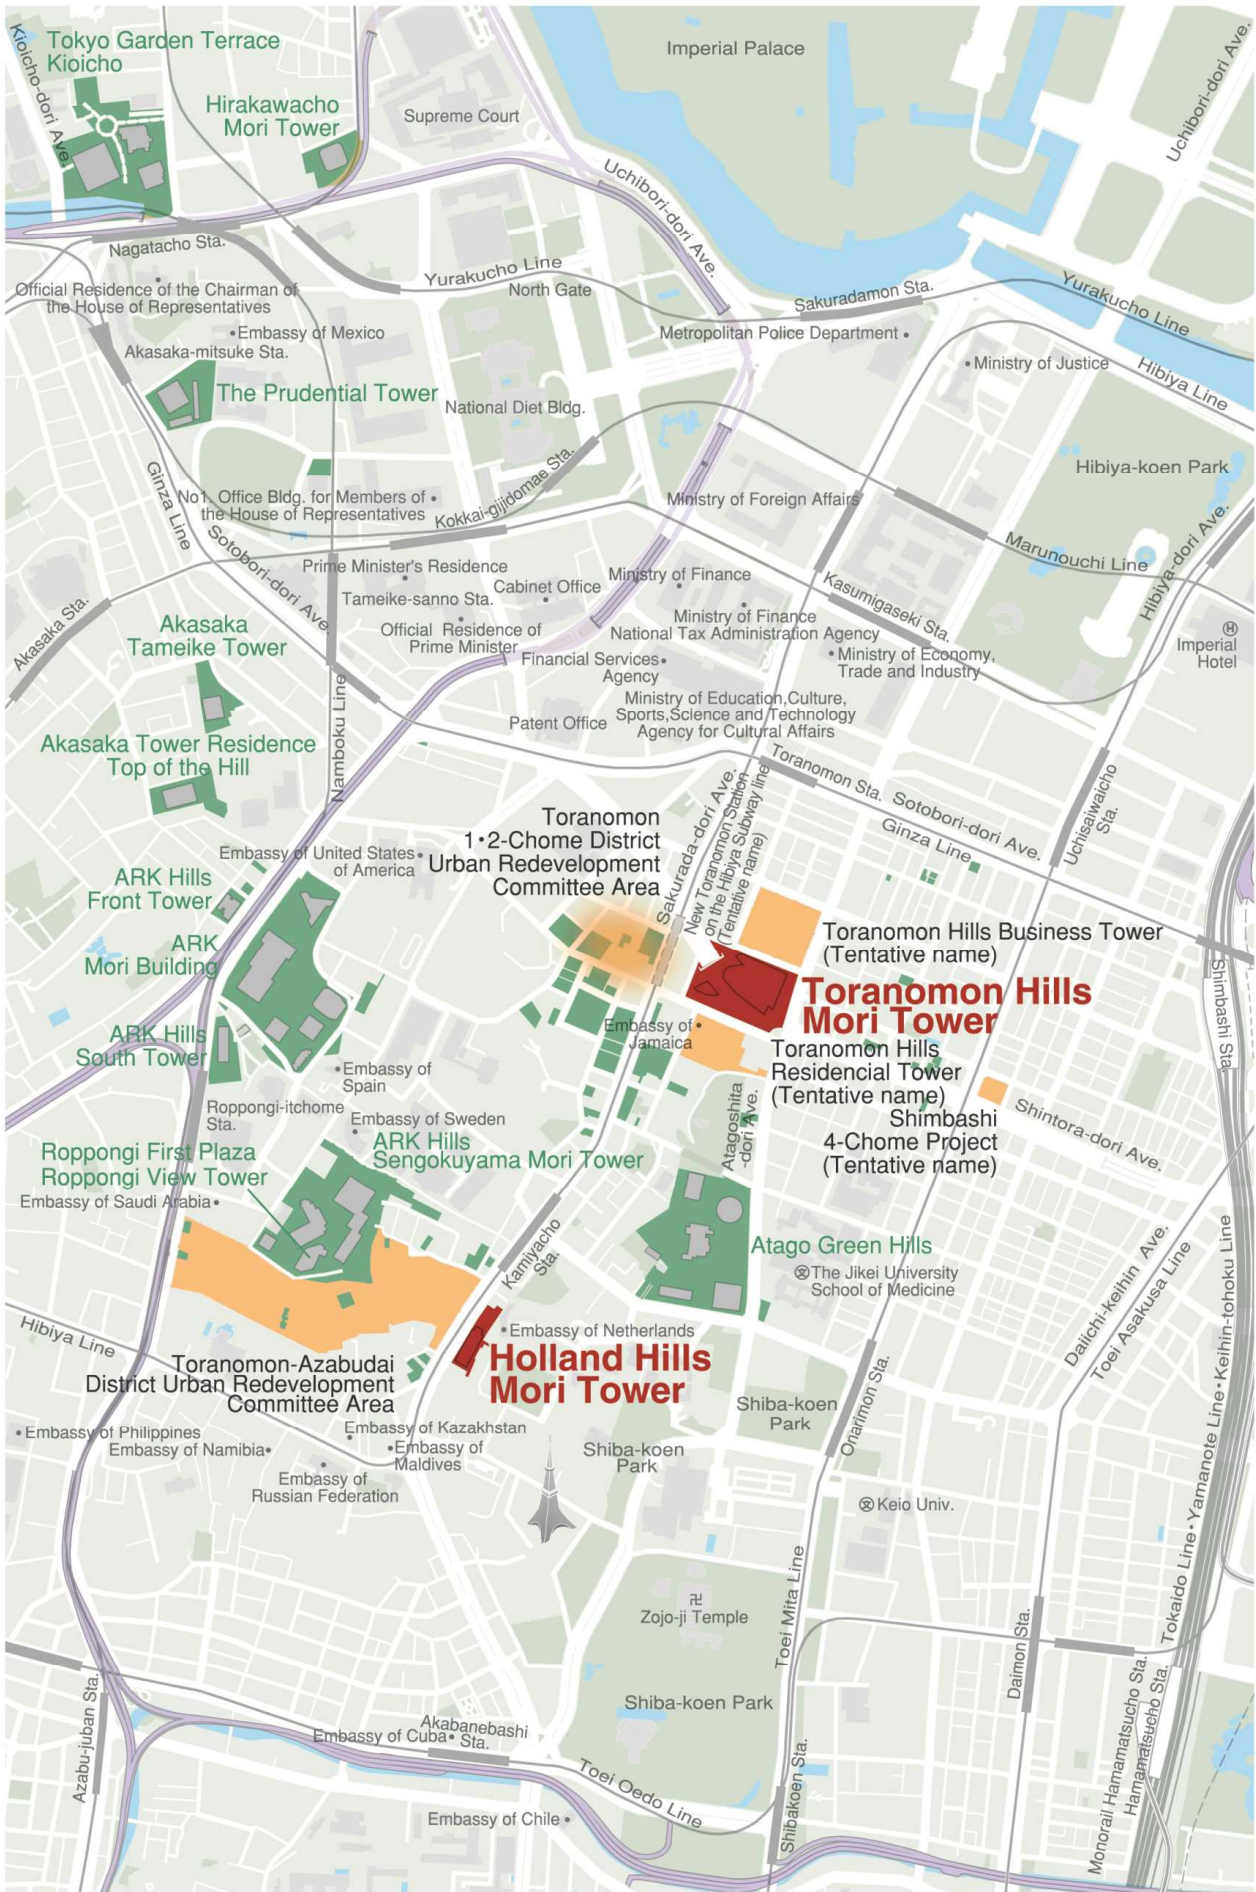 Tokyo Garden Terrace
Kioicho
Kioicho-dori Ave.
Hirakawacho
Mori Tower
Supreme Court
Imperial Palace
Uchibori-dori Ave.
Uchibori-dori Ave.
Nagatacho Sta.
Yurakucho Line
North Gate
Sakuradamon Sta.
Yurakucho Line
Official Residence of the Chairman of
the House of Representatives
Embassy of Mexico
Akasaka-mitsuke Sta.
Metropolitan Police Department
Ministry of Justice
Hibiya Line
The Prudential Tower
National Diet Bldg.
Hibiya-koen Park
Ginza Line
No1. Office Bldg. for Members of
the House of Representatives
Kokkai-gijidomae Sta.
Ministry of Foreign Affairs
Marunouchi Line
Hibiya-dori Ave.
Sotobori-dori Ave.
Prime Minister's Residence
Cabinet Office
Ministry of Finance
Kasumigaseki Sta.
Tameike-sanno Sta.
Ministry of Finance
National Tax Administration Agency
Akasaka Sta.
Akasaka
Tameike Tower
Official Residence of
Prime Minister
Financial Services
Agency
Ministry of Economy,
Trade and Industry
Imperial
Hotel
Namboku Line
Patent Office
Ministry of Education,Culture,
Sports,Science and Technology
Agency for Cultural Affairs
Akasaka Tower Residence
Top of the Hill
Toranomon Sta.
Sotobori-dori Ave.
Ginza Line
Uchisaiwaicho
Sta.
Sakurada-dori Ave.
New Toranomon Station
on the Hibiya Subway line
(Tentative name)
Toranomon
1•2-Chome District
Urban Redevelopment
Committee Area
Embassy of United States
of America
ARK Hills
Front Tower
ARK
Mori Building
Toranomon Hills Business Tower
(Tentative name)
Toranomon Hills
Mori Tower
Shimbashi Sta.
ARK Hills
South Tower
Embassy of
Jamaica
Toranomon Hills
Residencial Tower
(Tentative name)
Embassy of
Spain
Roppongi-itchome
Sta.
Embassy of Sweden
Atagoshita
-dori Ave.
Shimbashi
4-Chome Project
(Tentative name)
Shintora-dori Ave.
ARK Hills
Sengokuyama Mori Tower
Roppongi First Plaza
Roppongi View Tower
Embassy of Saudi Arabia
Kamiyacho
Sta.
Atago Green Hills
The Jikei University
School of Medicine
Daiichi-keihin Ave.
Toei Asakusa Line
Hibiya Line
Embassy of Netherlands
Holland Hills
Mori Tower
Toranomon-Azabudai
District Urban Redevelopment
Committee Area
Onarimon Sta.
Shiba-koen
Park
Embassy of Philippines
Embassy of Namibia
Embassy of Kazakhstan
Embassy of
Maldives
Shiba-koen
Park
Embassy of
Russian Federation
文 Keio Univ.
Tokaido Line•Yamanote Line•Keihin-tohoku Line
卍
Zojo-ji Temple
Toei Mita Line
Shiba-koen Park
Daimon Sta.
Monorail Hamamatsucho Sta.
Hamamatsucho Sta.
Azabu-juban Sta.
Embassy of Cuba
Akabanebashi
Sta.
Toei Oedo Line
Shibakoen Sta.
Embassy of Chile